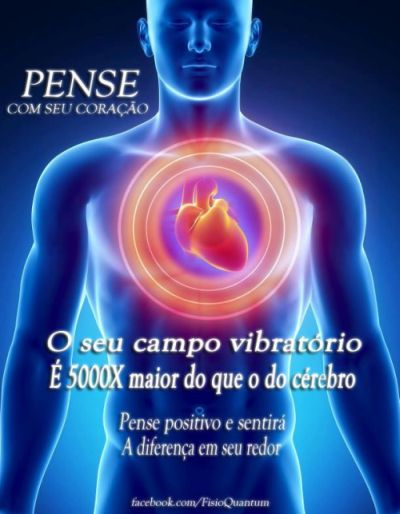 PENSE
COM SEU CORAÇÃO
O seu campo vibratório
É 5000X maior do que o do cérebro
Pense positivo e sentirá
A diferença em seu redor
facebook.com/FisioQuantum